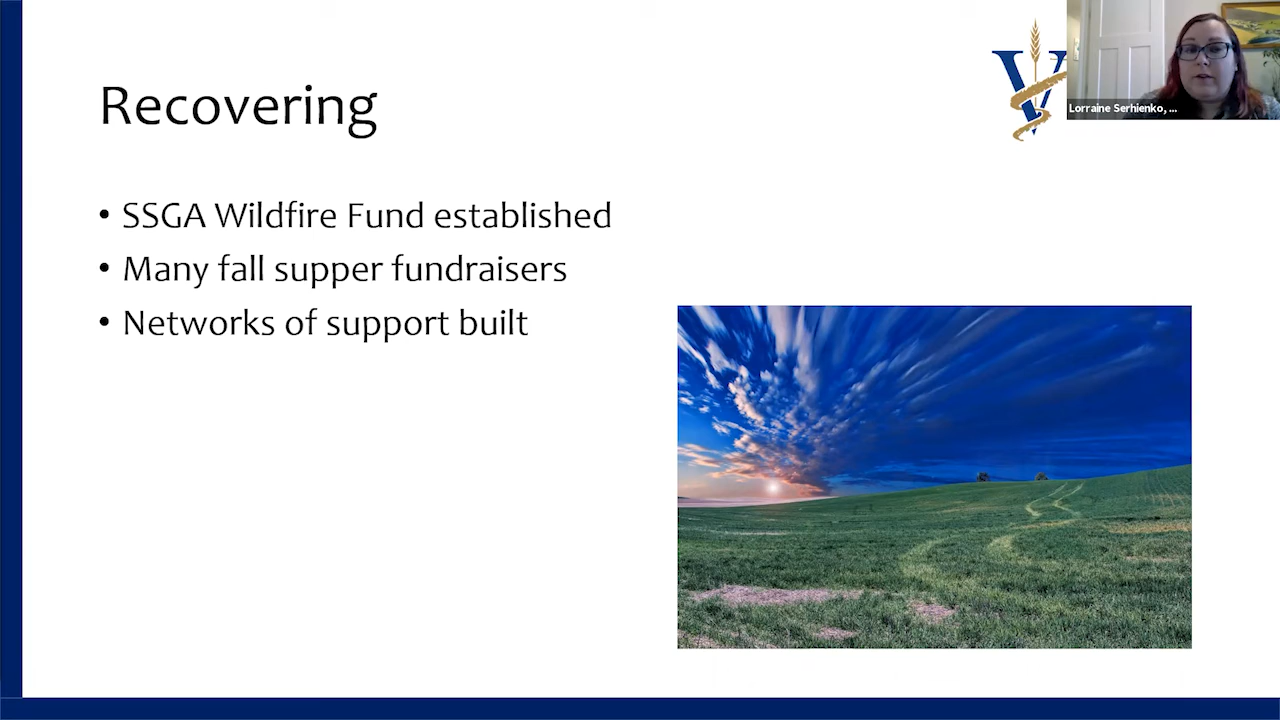 Recovering
• SSGA Wildfire Fund established
• Many fall supper fundraisers
• Networks of support built
V
Lorraine Serhienko, ...